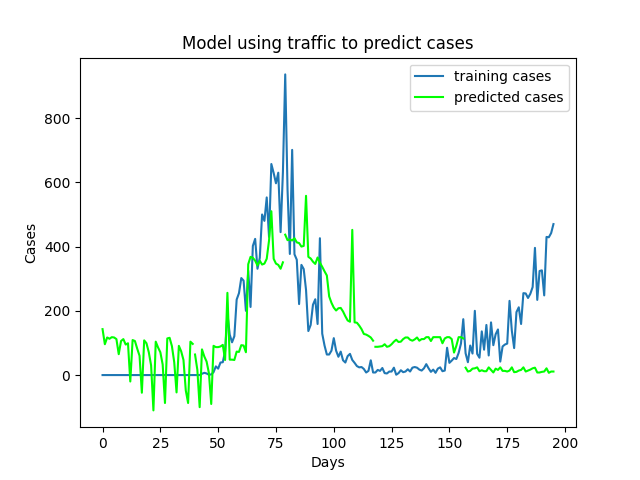 Model using traffic to predict cases
training cases
predicted cases
800
600
400
200
0
Cases
0 25 50 75 100 125 150 175 200
Days